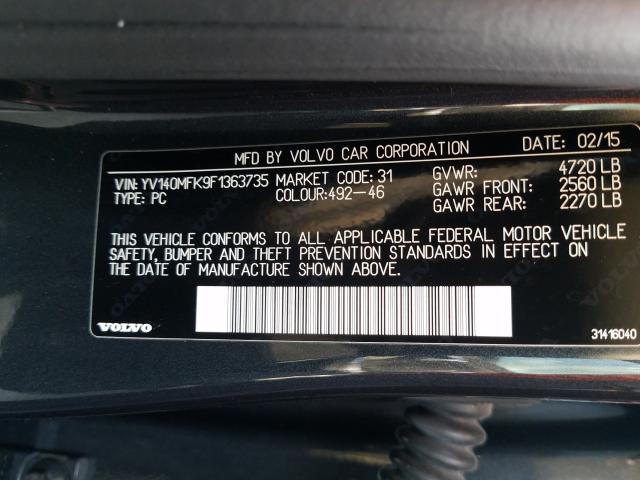 MFD BY VOLVO CAR CORPORATION DATE: 02/15
VIN: YV140MFK9F1363735 MARKET CODE: 31 GVWR: 4720 LB
TYPE: PC COLOUR:492-46 GAWR FRONT: 2560 LB
GAWR REAR: 2270 LB
THIS VEHICLE CONFORMS TO ALL APPLICABLE FEDERAL MOTOR VEHICLE
SAFETY, BUMPER AND THEFT PREVENTION STANDARDS IN EFFECT ON
THE DATE OF MANUFACTURE SHOWN ABOVE.
VOLVO 31416040